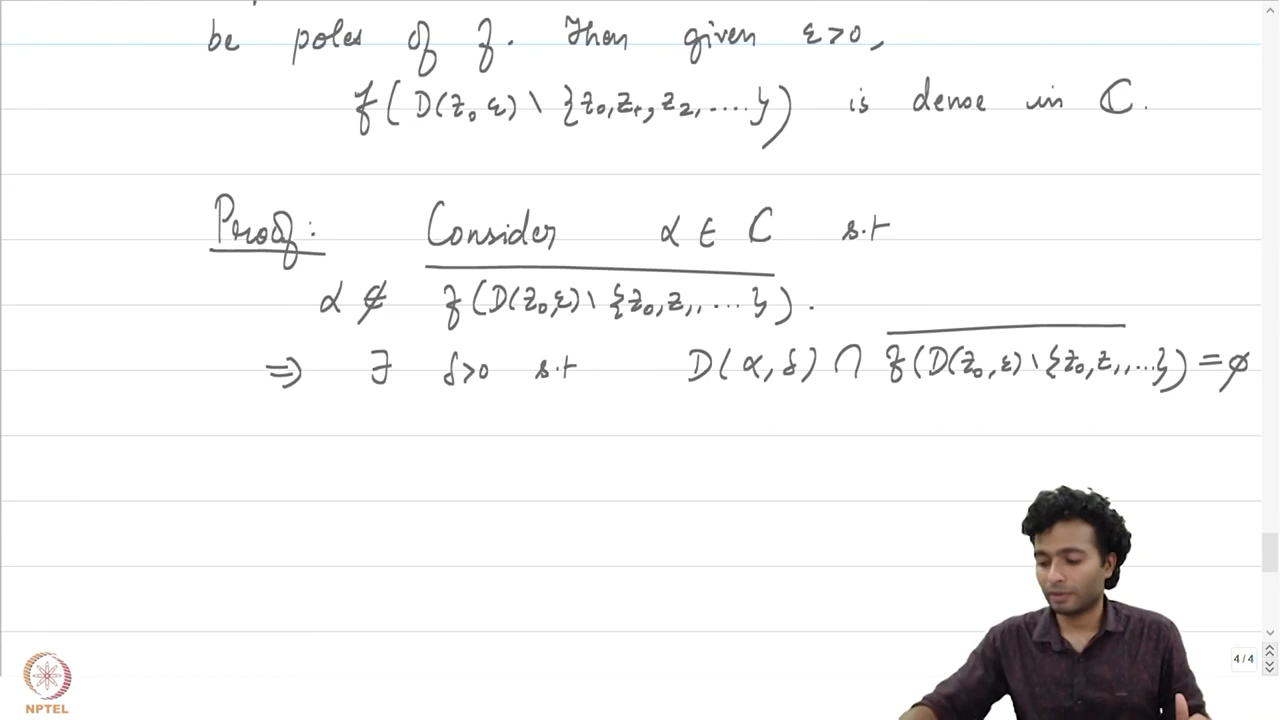 be poles of f. Then given ε>0,
f( D(z₀ ε) \ {z₀,z₁,z₂,....}) is dense in ℂ.
Proof: Consider α ∈ C s.t
α ∉ f(D(z₀,ε)\ {z₀,z₁,...}).
⇒ ∃ δ>0 s.t D(α,δ) ∩ f(D(z₀,ε)\{z₀,z₁,...}) = φ
4/4
NPTEL